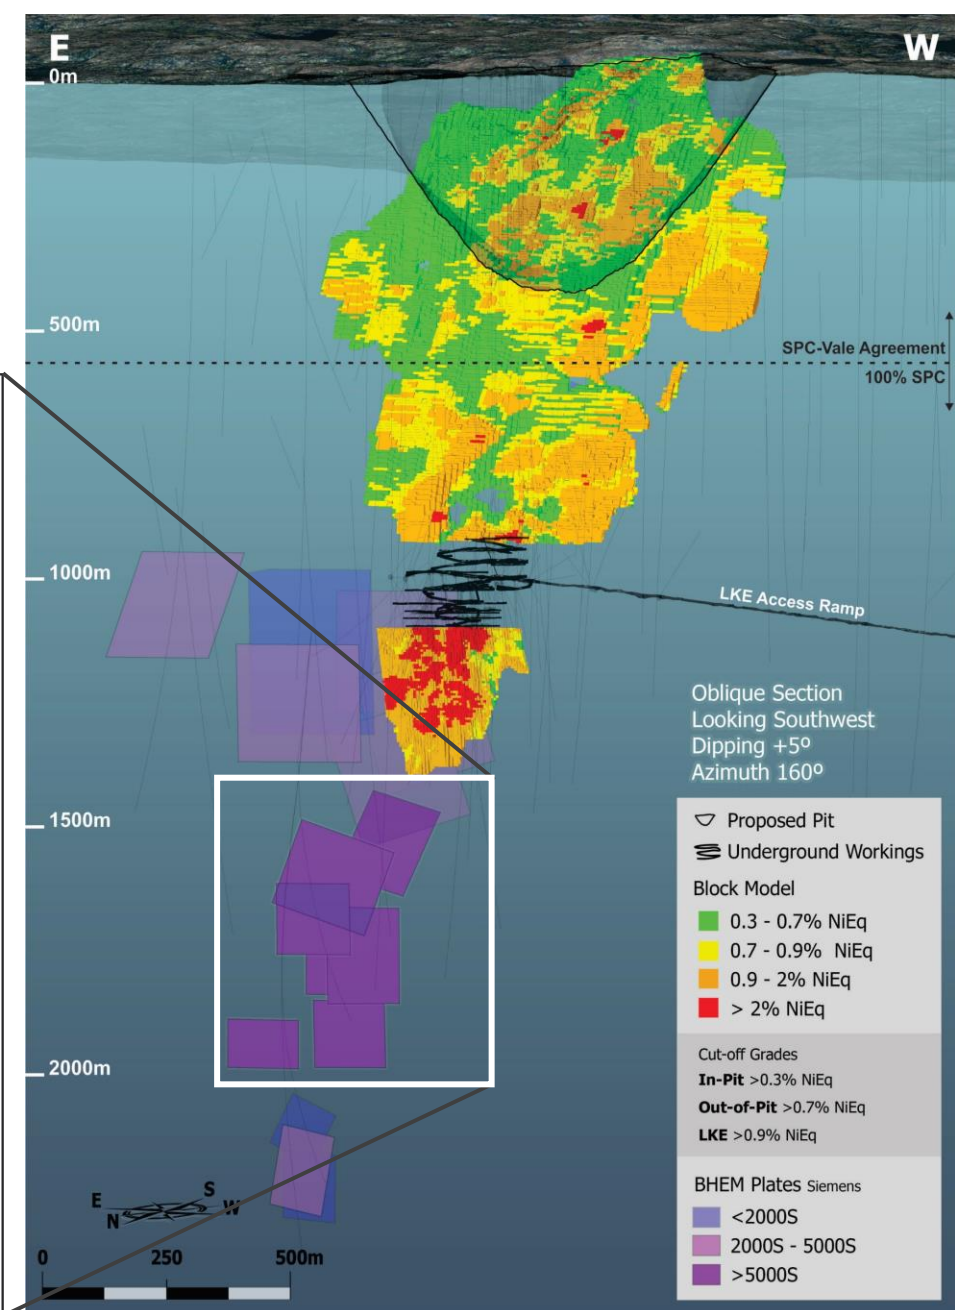 E
W
0m
500m
SPC-Vale Agreement
100% SPC
1000m
LKE Access Ramp
Oblique Section
Looking Southwest
Dipping +5º
Azimuth 160º
1500m
Proposed Pit
Underground Workings
Block Model
0.3 - 0.7% NiEq
0.7 - 0.9% NiEq
0.9 - 2% NiEq
> 2% NiEq
2000m
Cut-off Grades
In-Pit >0.3% NiEq
Out-of-Pit >0.7% NiEq
LKE >0.9% NiEq
BHEM Plates Siemens
<2000S
2000S - 5000S
>5000S
S
E
W
N
0 250 500m